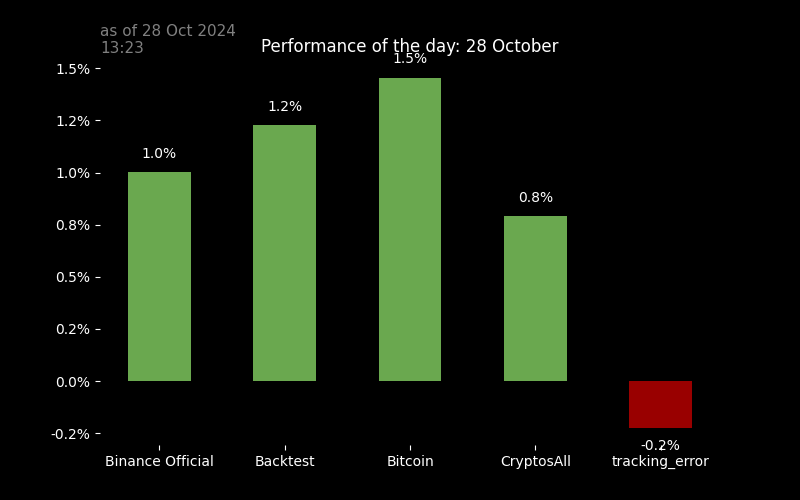 as of 28 Oct 2024
13:23
Performance of the day: 28 October
1.5%
1.2%
1.0%
0.8%
0.5%
0.2%
0.0%
-0.2%
1.0%
1.2%
1.5%
0.8%
-0.2%
Binance Official
Backtest
Bitcoin
CryptosAll
tracking_error